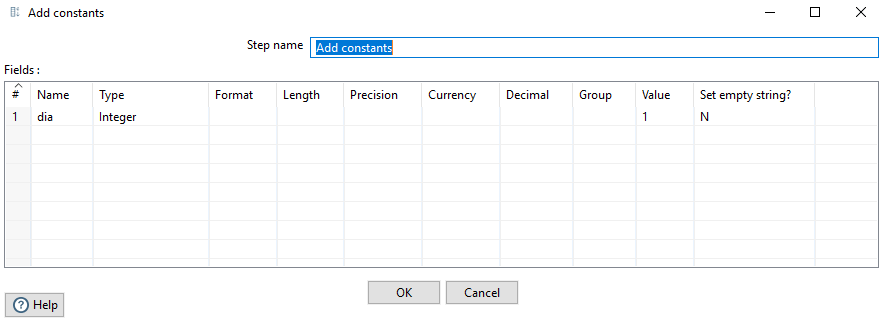 Add constants
Step name Add constants
Fields :
# Name Type Format Length Precision Currency Decimal Group Value Set empty string?
1 dia Integer 1 N
OK Cancel
Help